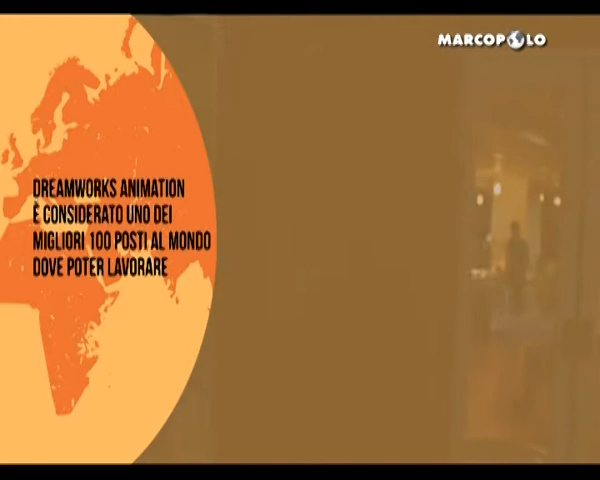 MARCOPOLO
DREAMWORKS ANIMATION
È CONSIDERATO UNO DEI
MIGLIORI 100 POSTI AL MONDO
DOVE POTER LAVORARE